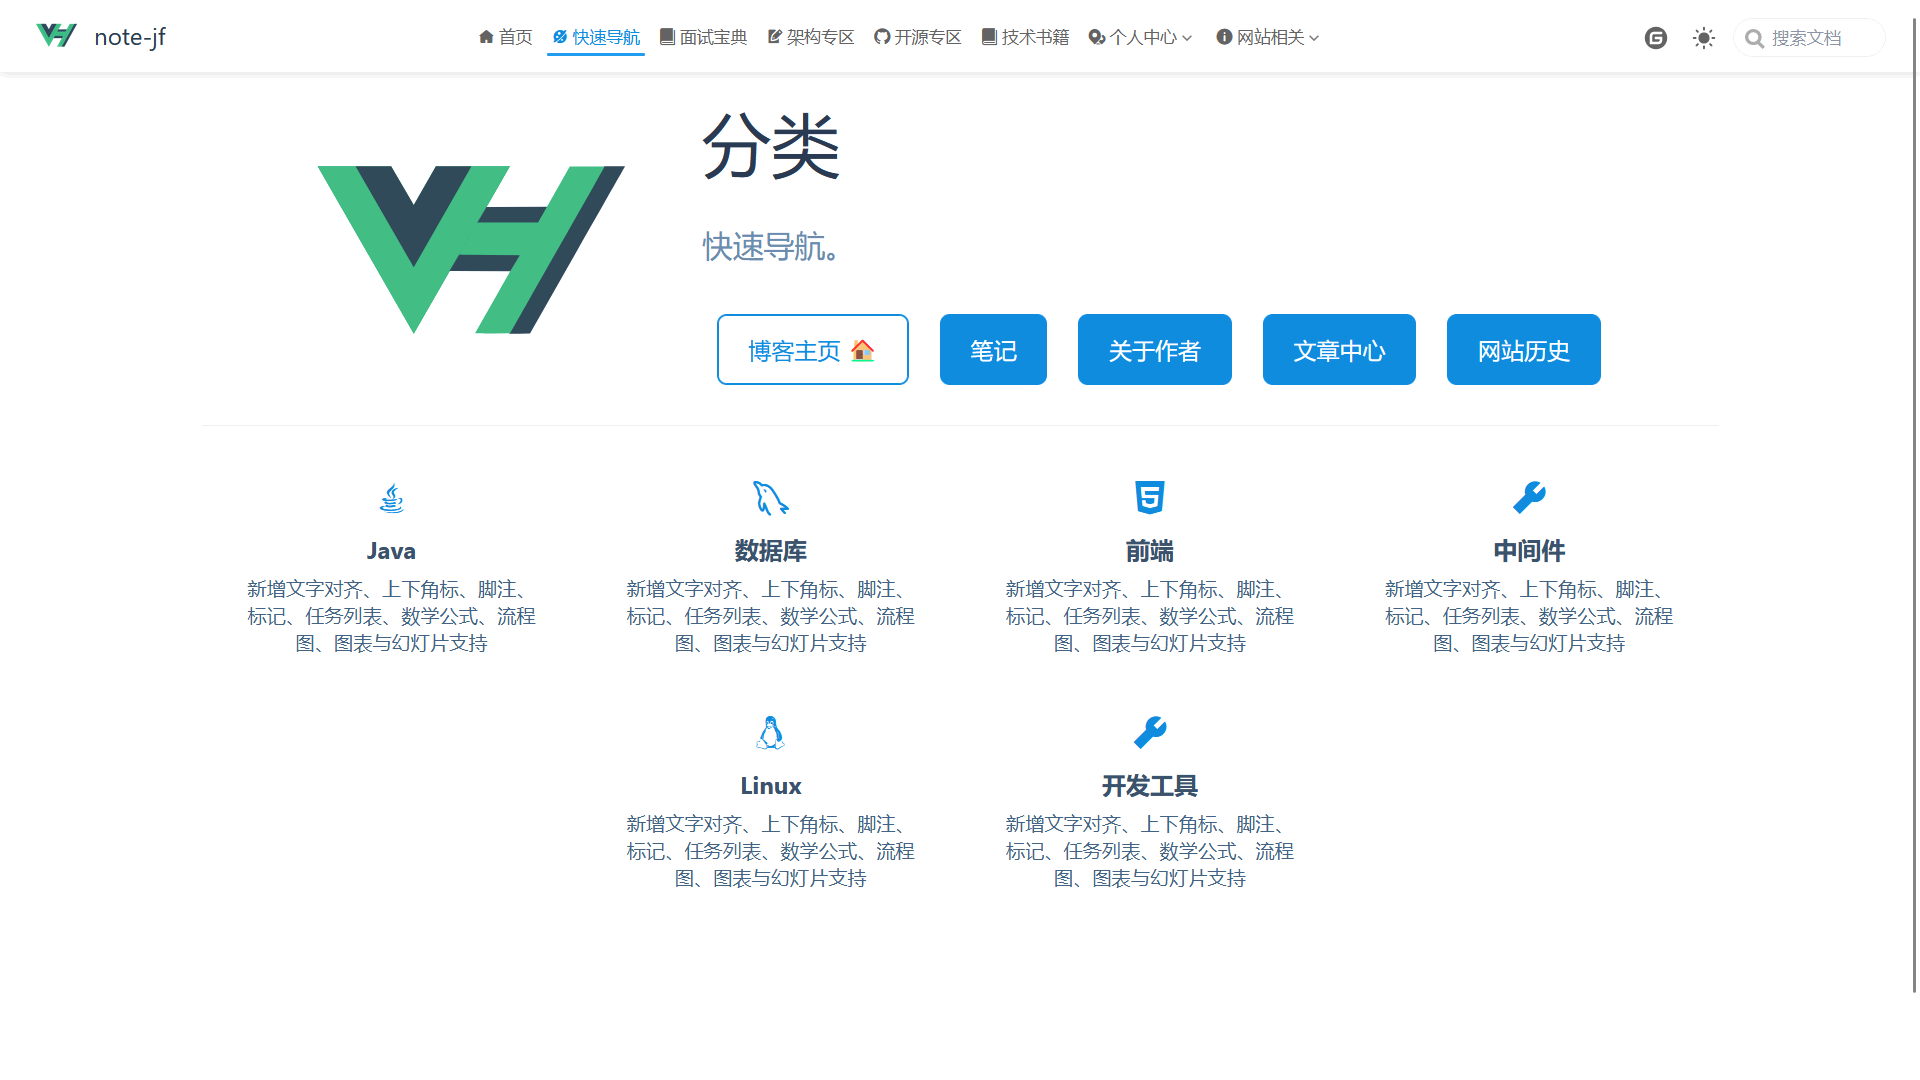 note-jf
首页
快速导航
面试宝典
架构专区
开源专区
技术书籍
个人中心
网站相关
搜索文档
分类
快速导航。
博客主页 🏠
笔记
关于作者
文章中心
网站历史
Java
新增文字对齐、上下角标、脚注、
标记、任务列表、数学公式、流程
图、图表与幻灯片支持
数据库
新增文字对齐、上下角标、脚注、
标记、任务列表、数学公式、流程
图、图表与幻灯片支持
前端
新增文字对齐、上下角标、脚注、
标记、任务列表、数学公式、流程
图、图表与幻灯片支持
中间件
新增文字对齐、上下角标、脚注、
标记、任务列表、数学公式、流程
图、图表与幻灯片支持
Linux
新增文字对齐、上下角标、脚注、
标记、任务列表、数学公式、流程
图、图表与幻灯片支持
开发工具
新增文字对齐、上下角标、脚注、
标记、任务列表、数学公式、流程
图、图表与幻灯片支持